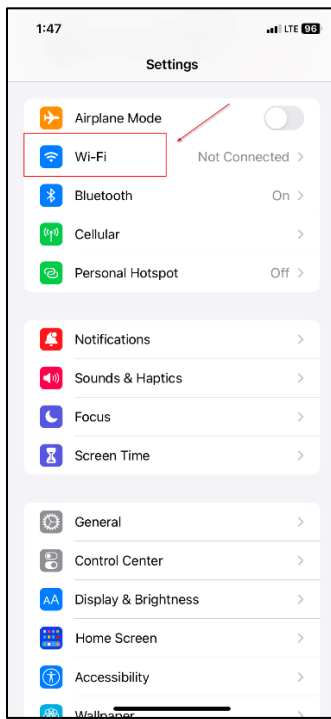 1:47 LTE 96
Settings
Airplane Mode
Wi-Fi Not Connected
Bluetooth On
Cellular
Personal Hotspot Off
Notifications
Sounds & Haptics
Focus
Screen Time
General
Control Center
AA Display & Brightness
Home Screen
Accessibility
Wallpaper